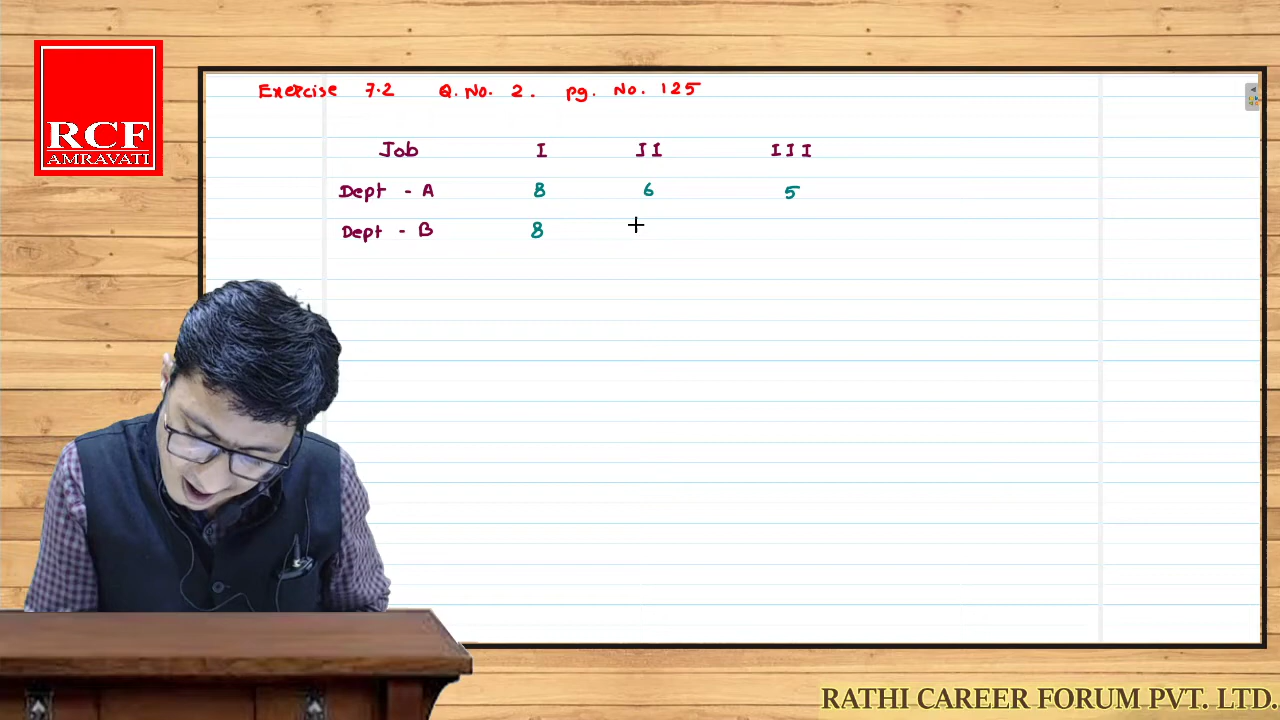 RCF
AMRAVATI
Exercise 7.2 Q. No. 2. pg. No. 125
Job I II III
Dept - A 8 6 5
Dept - B 8
RATHI CAREER FORUM PVT. LTD.